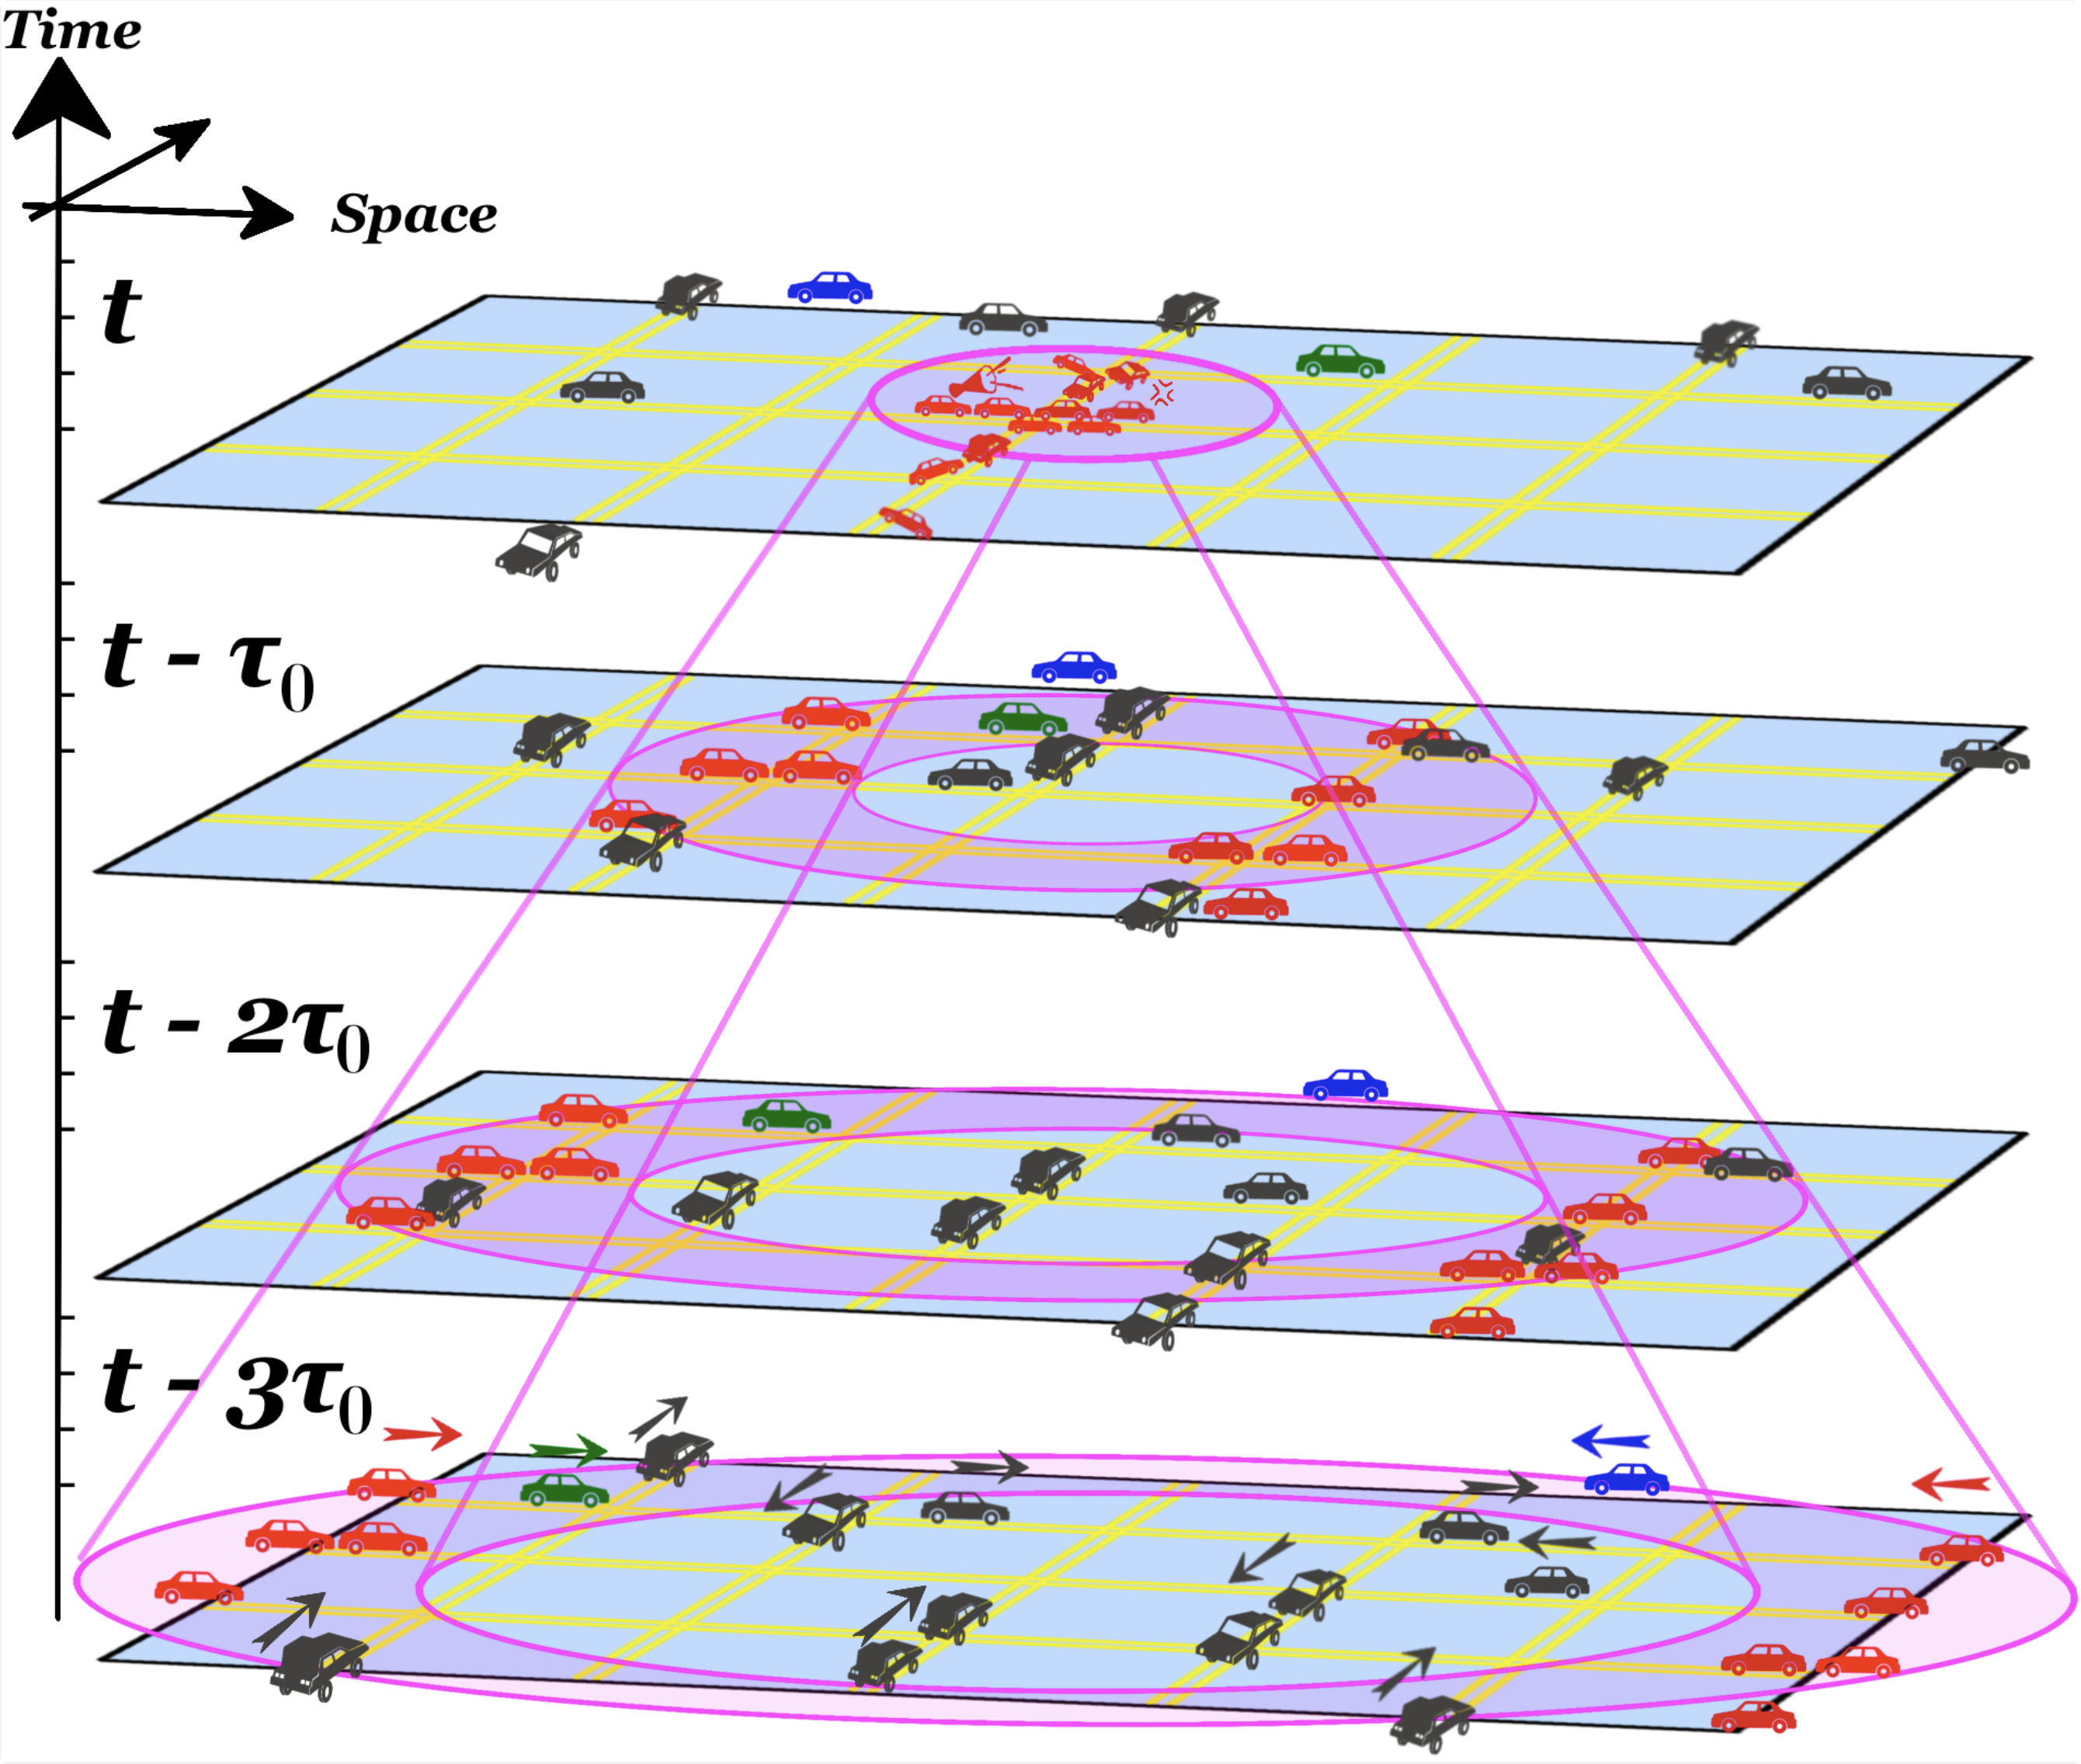 Time
Space
t
t - τ₀
t - 2τ₀
t - 3τ₀